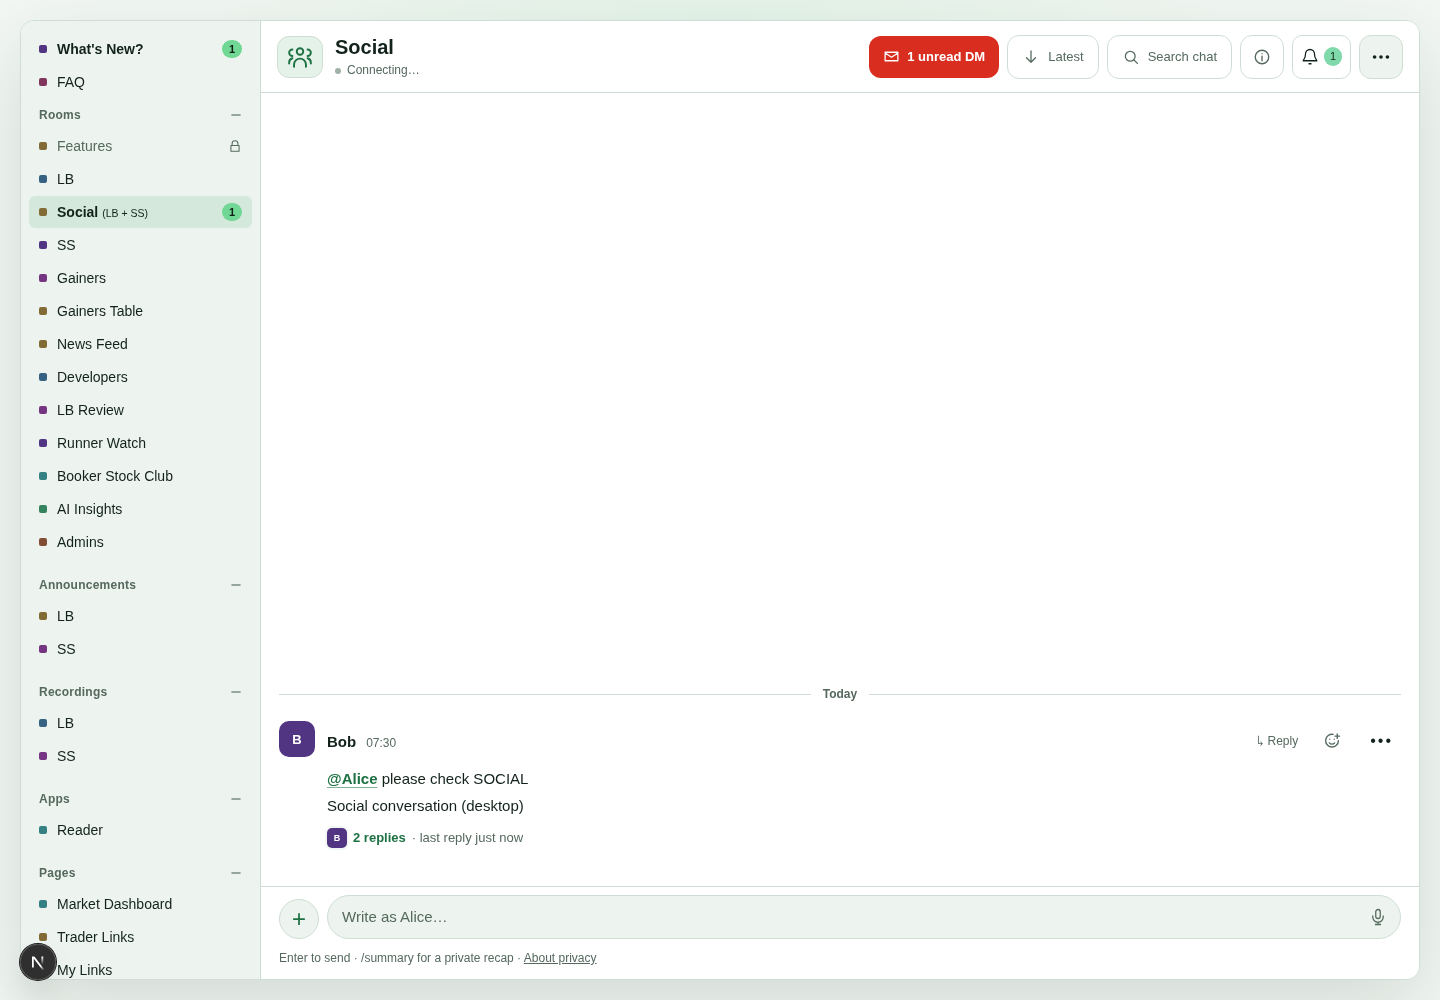 What's New?
1
FAQ
Rooms
Features
LB
Social (LB + SS)
1
SS
Gainers
Gainers Table
News Feed
Developers
LB Review
Runner Watch
Booker Stock Club
AI Insights
Admins
Announcements
LB
SS
Recordings
LB
SS
Apps
Reader
Pages
Market Dashboard
Trader Links
My Links
N
Social
Connecting…
1 unread DM
Latest
Search chat
1
Today
B
Bob 07:30
↳ Reply
@Alice please check SOCIAL
Social conversation (desktop)
B 2 replies · last reply just now
Write as Alice…
Enter to send · /summary for a private recap · About privacy